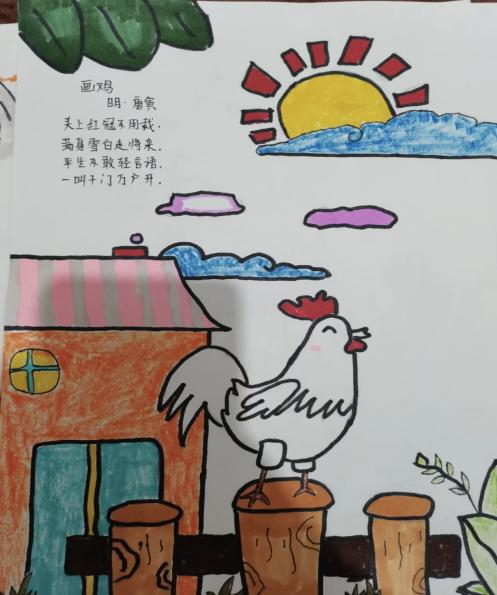 画鸡
明·唐寅
头上红冠不用裁.
满身雪白走将来.
平生不敢轻言语.
一叫千门万户开.